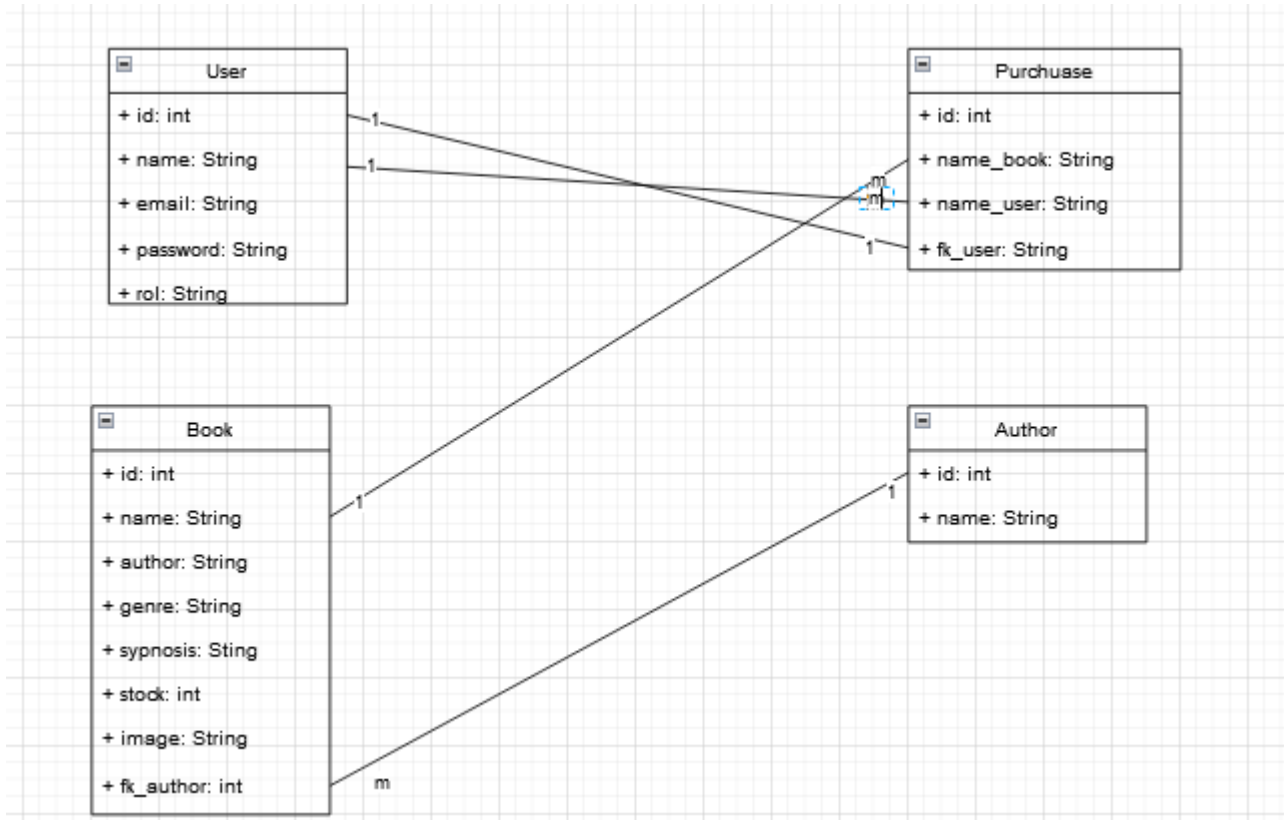 User
+ id: int
+ name: String
+ email: String
+ password: String
+ rol: String
1
1
Purchuase
+ id: int
+ name_book: String
+ name_user: String
+ fk_user: String
m
m
1
Book
+ id: int
+ name: String
+ author: String
+ genre: String
+ sypnosis: Sting
+ stock: int
+ image: String
+ fk_author: int
1
m
Author
+ id: int
+ name: String
1